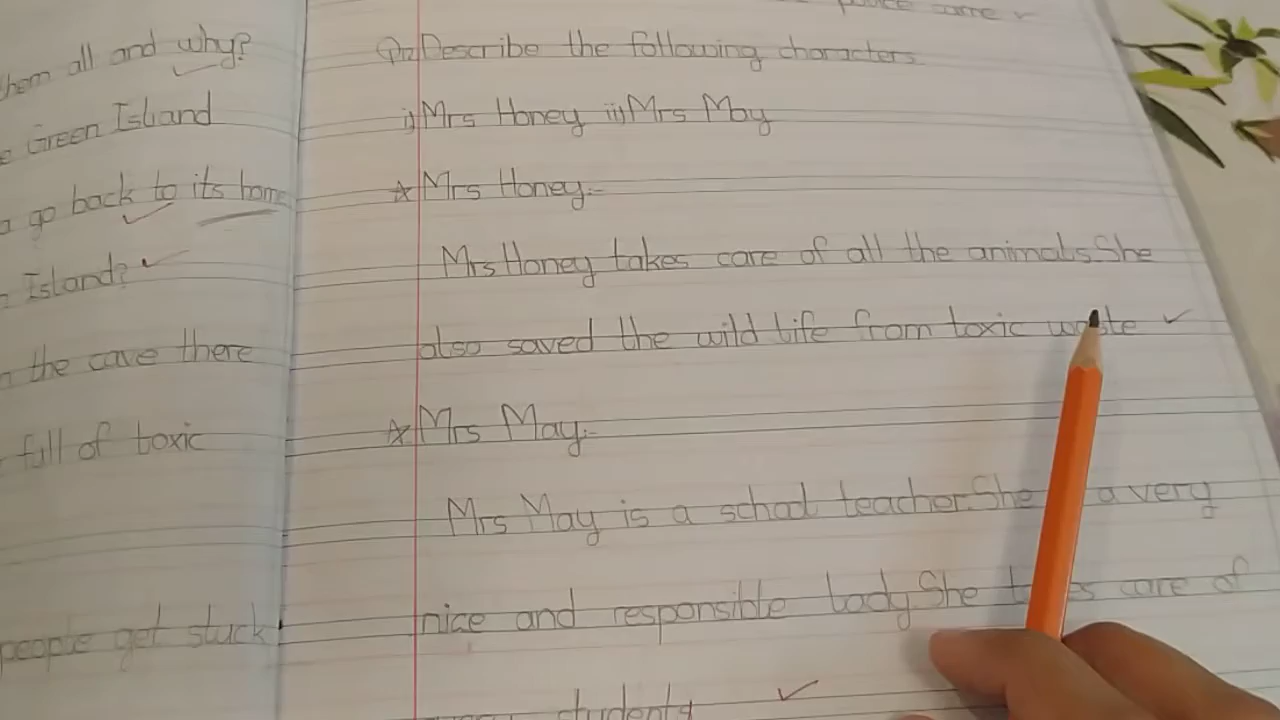 them all and why?
Green Island
go back to its home
Island?
the cave there
full of toxic
people get stuck
Describe the following characters
i) Mrs Honey ii) Mrs May
☆ Mrs Honey:-
Mrs Honey takes care of all the animals. She
also saved the wild life from toxic waste
☆ Mrs May:-
Mrs May is a school teacher. She a very
nice and responsible lady. She takes care of
students